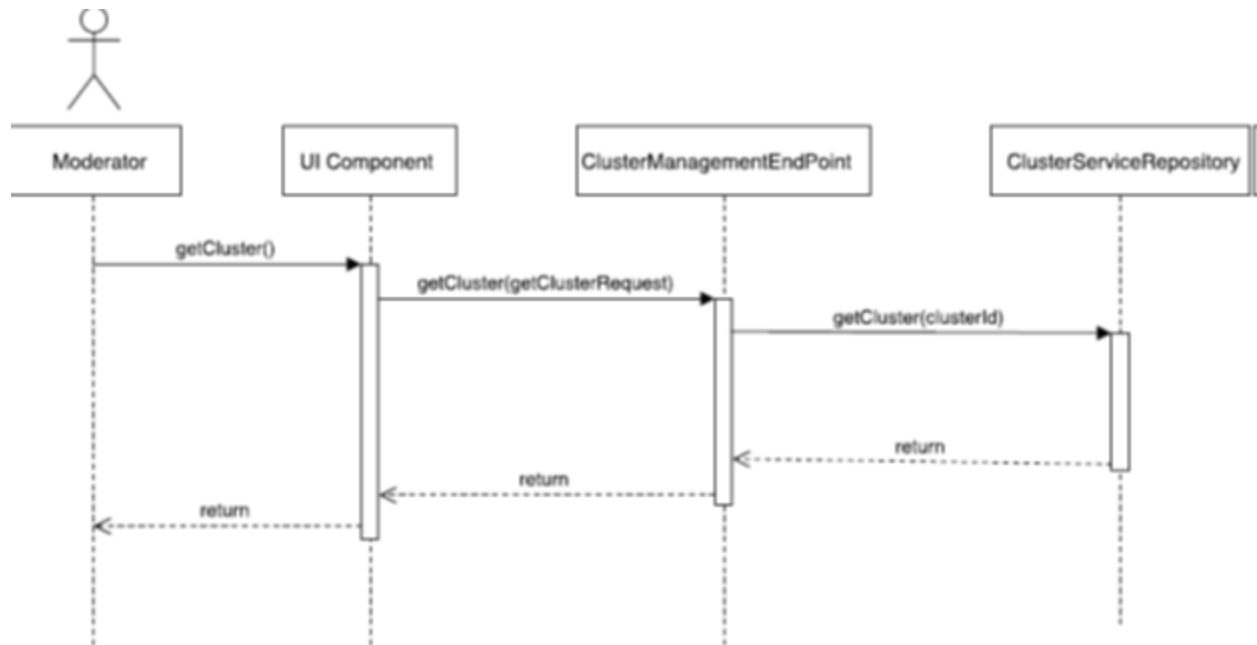 Moderator
UI Component
ClusterManagementEndPoint
ClusterServiceRepository
getCluster()
getCluster(getClusterRequest)
getCluster(clusterId)
return
return
return